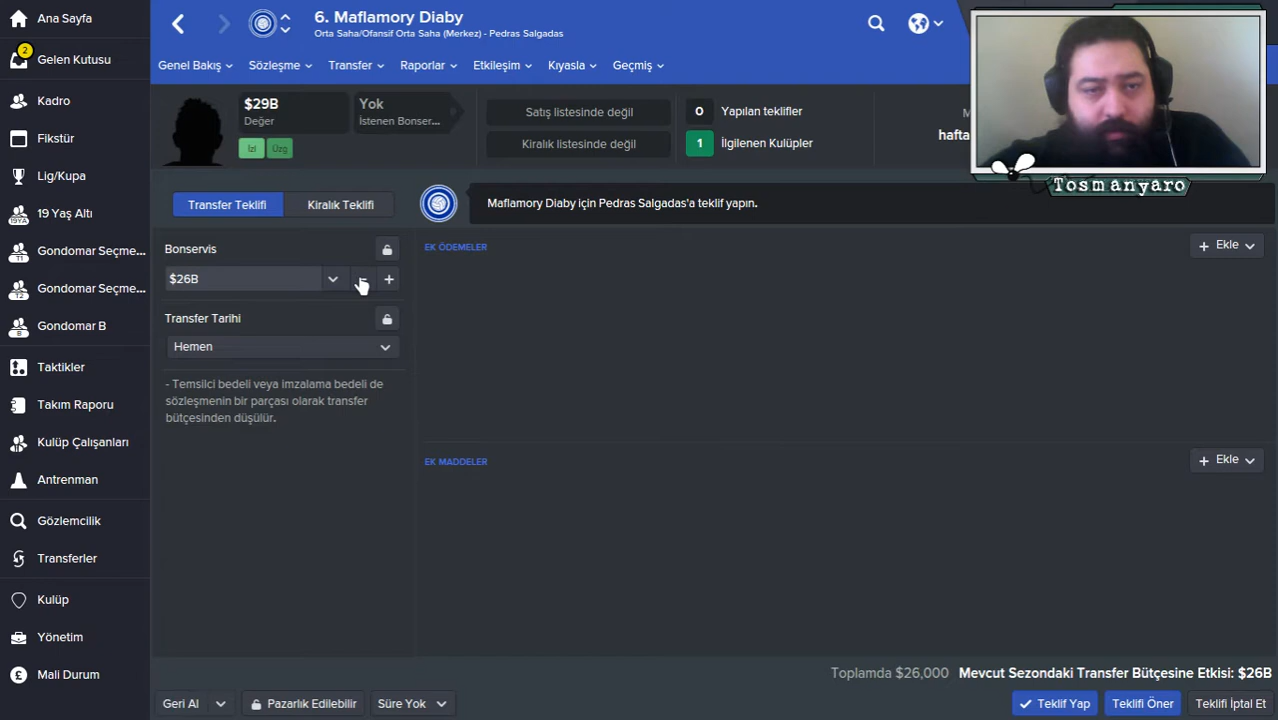 Ana Sayfa
2
Gelen Kutusu
Kadro
Fikstür
Lig/Kupa
19YA
19 Yaş Altı
T1
Gondomar Seçme...
T2
Gondomar Seçme...
B
Gondomar B
Taktikler
Takım Raporu
Kulüp Çalışanları
Antrenman
Gözlemcilik
Transferler
Kulüp
Yönetim
£
Mali Durum
6. Maflamory Diaby
Orta Saha/Ofansif Orta Saha (Merkez) - Pedras Salgadas
Genel Bakış
Sözleşme
Transfer
Raporlar
Etkileşim
Kıyasla
Geçmiş
$29B
Değer
Yok
İstenen Bonser...
İzl
Üzg
Satış listesinde değil
Kiralık listesinde değil
0 Yapılan teklifler
1 İlgilenen Kulüpler
M
hafta
Tosmanyaro
Transfer Teklifi
Kiralık Teklifi
Maflamory Diaby için Pedras Salgadas'a teklif yapın.
Bonservis
$26B
- +
Transfer Tarihi
Hemen
- Temsilci bedeli veya imzalama bedeli de
sözleşmenin bir parçası olarak transfer
bütçesinden düşülür.
EK ÖDEMELER
+ Ekle
EK MADDELER
+ Ekle
Toplamda $26,000
Mevcut Sezondaki Transfer Bütçesine Etkisi: $26B
Geri Al
Pazarlık Edilebilir
Süre Yok
Teklif Yap
Teklifi Öner
Teklifi İptal Et